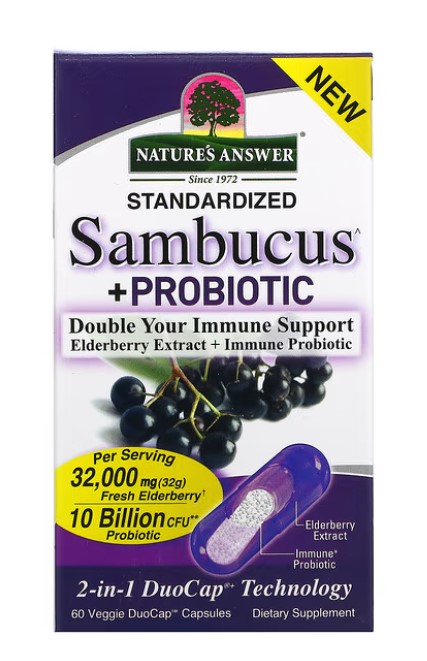 NEW
NATURE'S ANSWER®
Since 1972
STANDARDIZED
Sambucus^
+PROBIOTIC
Double Your Immune Support
Elderberry Extract + Immune Probiotic
Per Serving
32,000 mg (32g)
Fresh Elderberry†
10 Billion CFU**
Probiotic
Elderberry
Extract
Immune*
Probiotic
2-in-1 DuoCap®* Technology
60 Veggie DuoCap™ Capsules Dietary Supplement